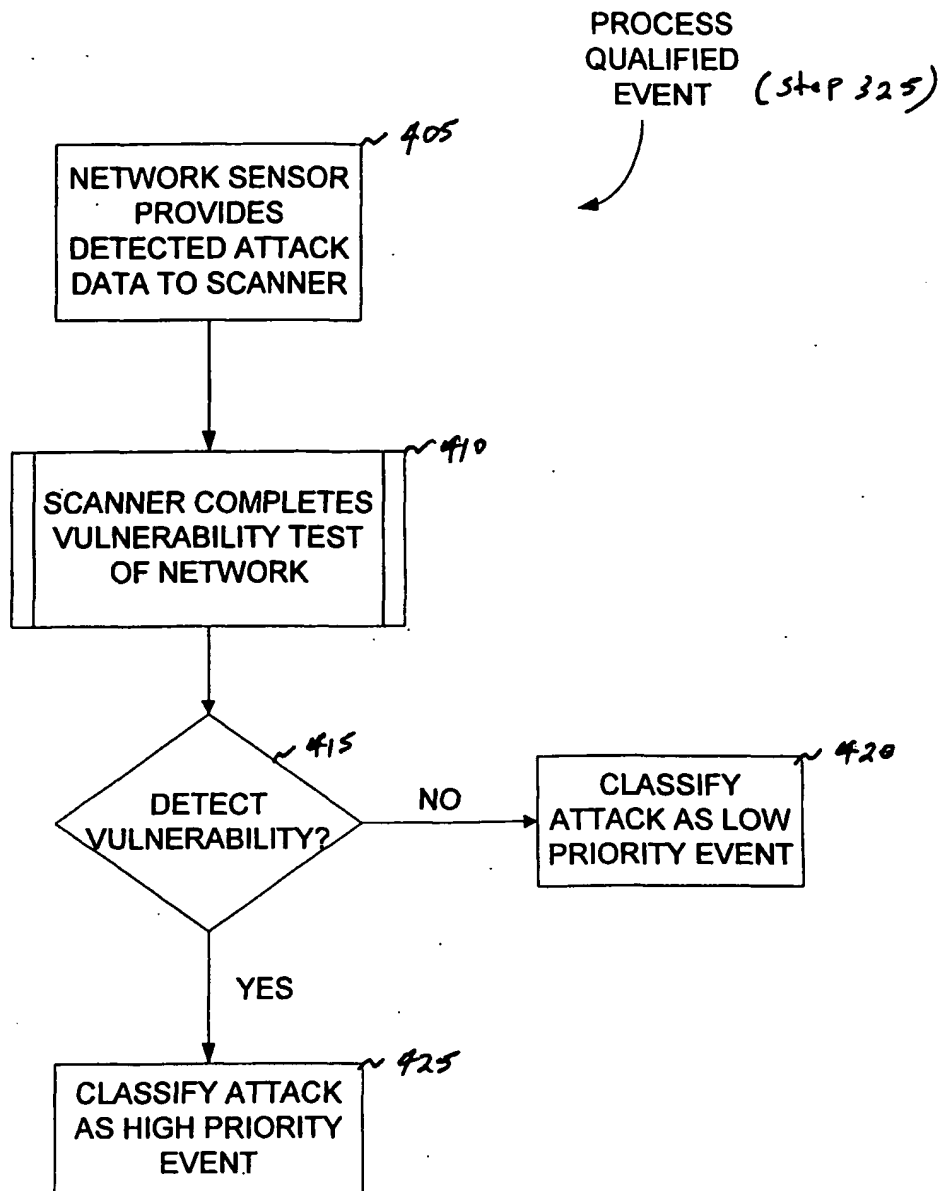 PROCESS
QUALIFIED
EVENT (step 325)
405
NETWORK SENSOR
PROVIDES
DETECTED ATTACK
DATA TO SCANNER
410
SCANNER COMPLETES
VULNERABILITY TEST
OF NETWORK
415
DETECT
VULNERABILITY?
NO
420
CLASSIFY
ATTACK AS LOW
PRIORITY EVENT
YES
425
CLASSIFY ATTACK
AS HIGH PRIORITY
EVENT